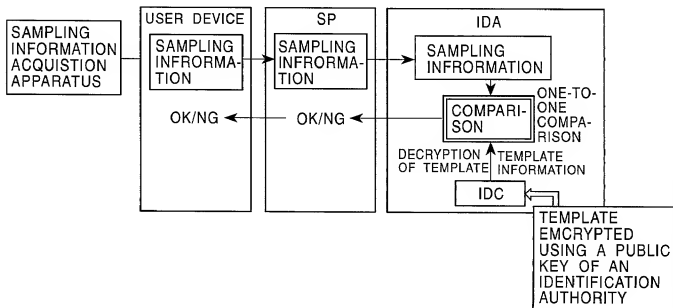 SAMPLING
INFORMATION
ACQUISTION
APPARATUS
USER DEVICE
SAMPLING
INFRORMA-
TION
OK/NG
SP
SAMPLING
INFRORMA-
TION
OK/NG
IDA
SAMPLING
INFRORMATION
COMPARI-
SON
ONE-TO-
ONE
COMPA-
RISON
DECRYPTION
OF TEMPLATE
TEMPLATE
INFORMATION
IDC
TEMPLATE
EMCRYPTED
USING A PUBLIC
KEY OF AN
IDENTIFICATION
AUTHORITY